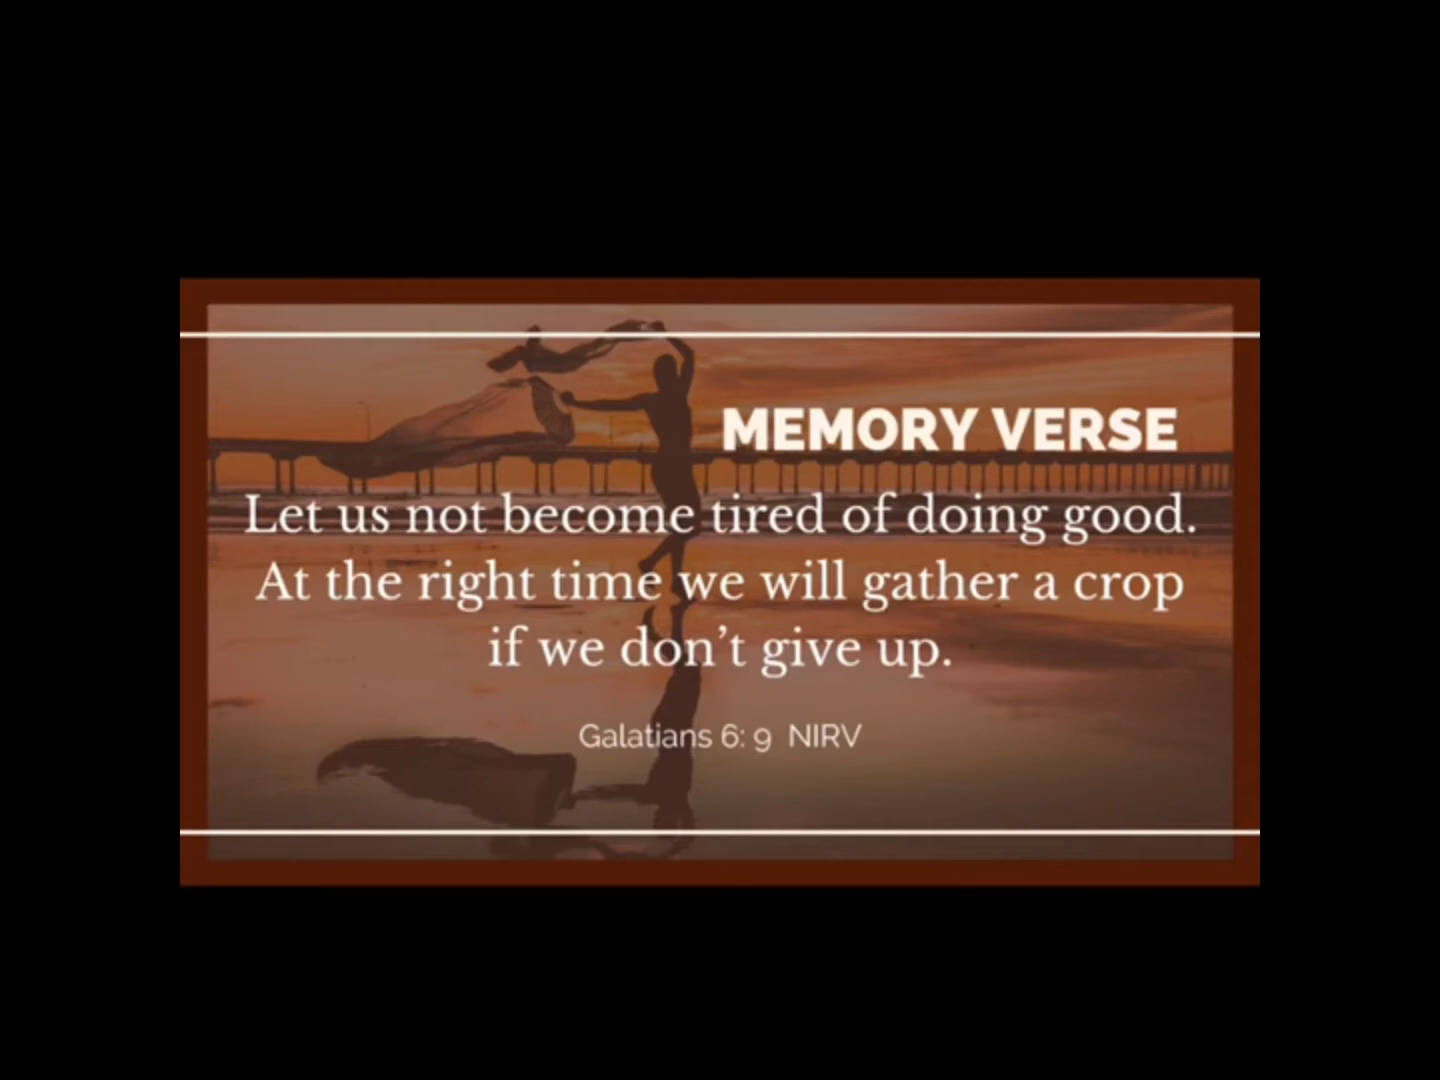 MEMORY VERSE
Let us not become tired of doing good.
At the right time we will gather a crop
if we don’t give up.
Galatians 6: 9  NIRV